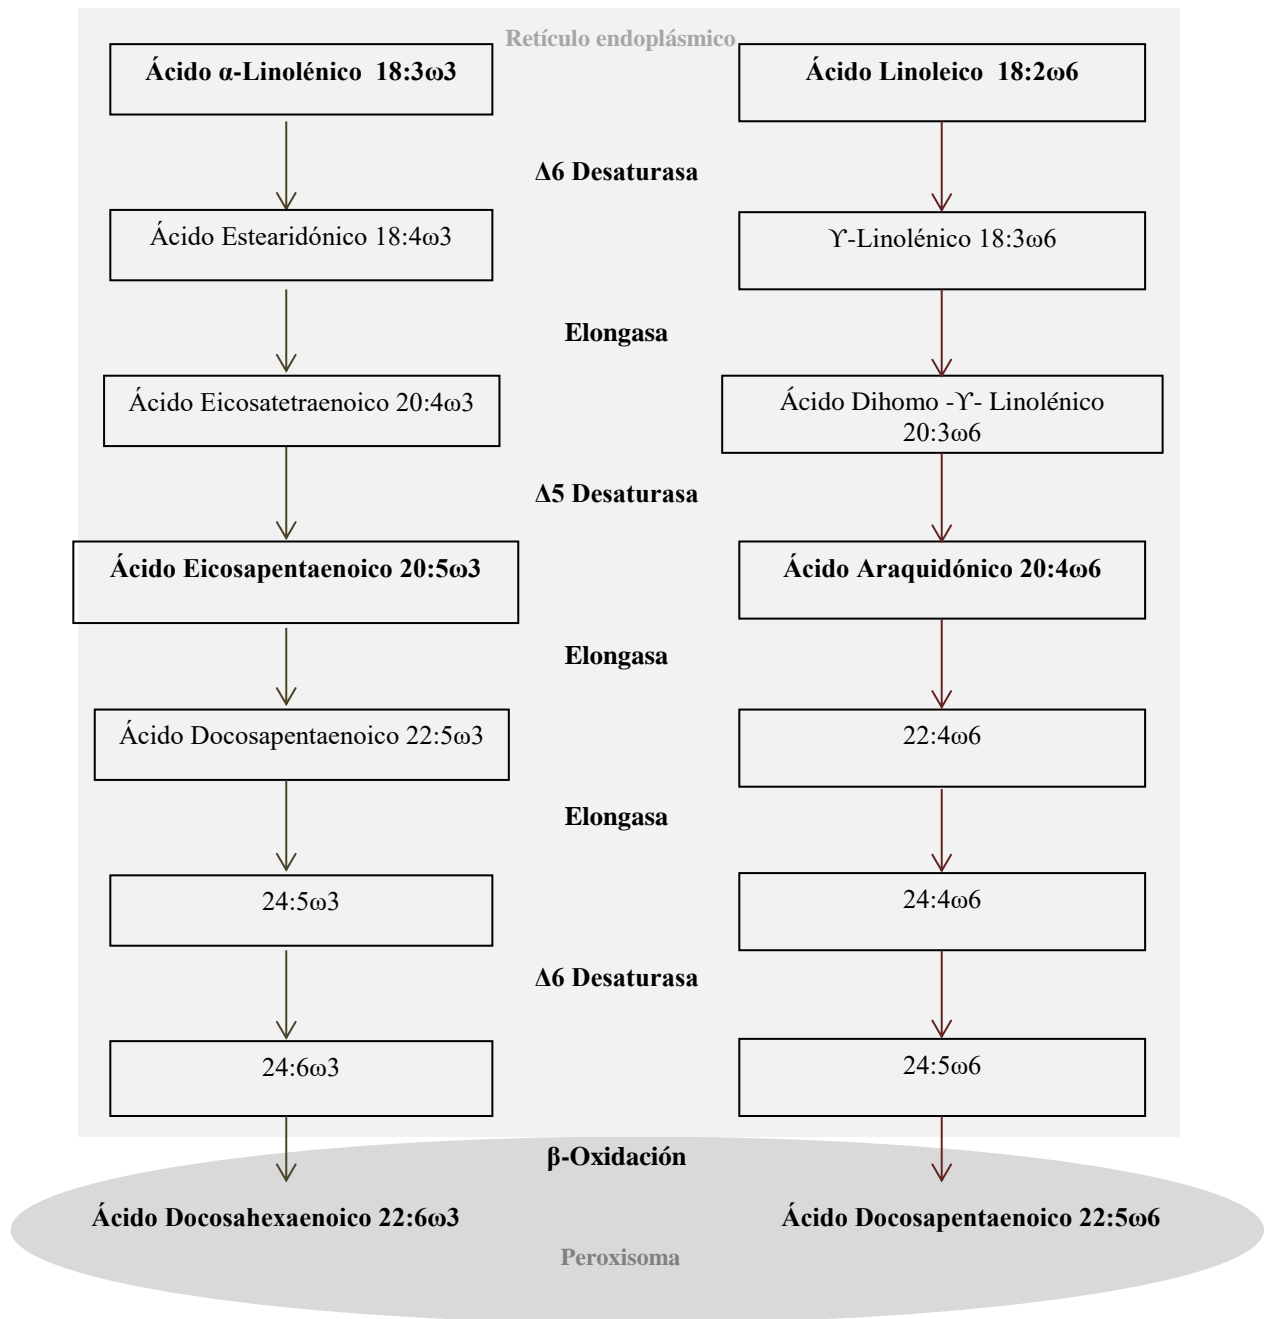 Retículo endoplásmico
Ácido α-Linolénico 18:3ω3
Ácido Linoleico 18:2ω6
Δ6 Desaturasa
Ácido Estearidónico 18:4ω3
ϒ-Linolénico 18:3ω6
Elongasa
Ácido Eicosatetraenoico 20:4ω3
Ácido Dihomo -ϒ- Linolénico
20:3ω6
Δ5 Desaturasa
Ácido Eicosapentaenoico 20:5ω3
Ácido Araquidónico 20:4ω6
Elongasa
Ácido Docosapentaenoico 22:5ω3
22:4ω6
Elongasa
24:5ω3
24:4ω6
Δ6 Desaturasa
24:6ω3
24:5ω6
β-Oxidación
Ácido Docosahexaenoico 22:6ω3
Ácido Docosapentaenoico 22:5ω6
Peroxisoma